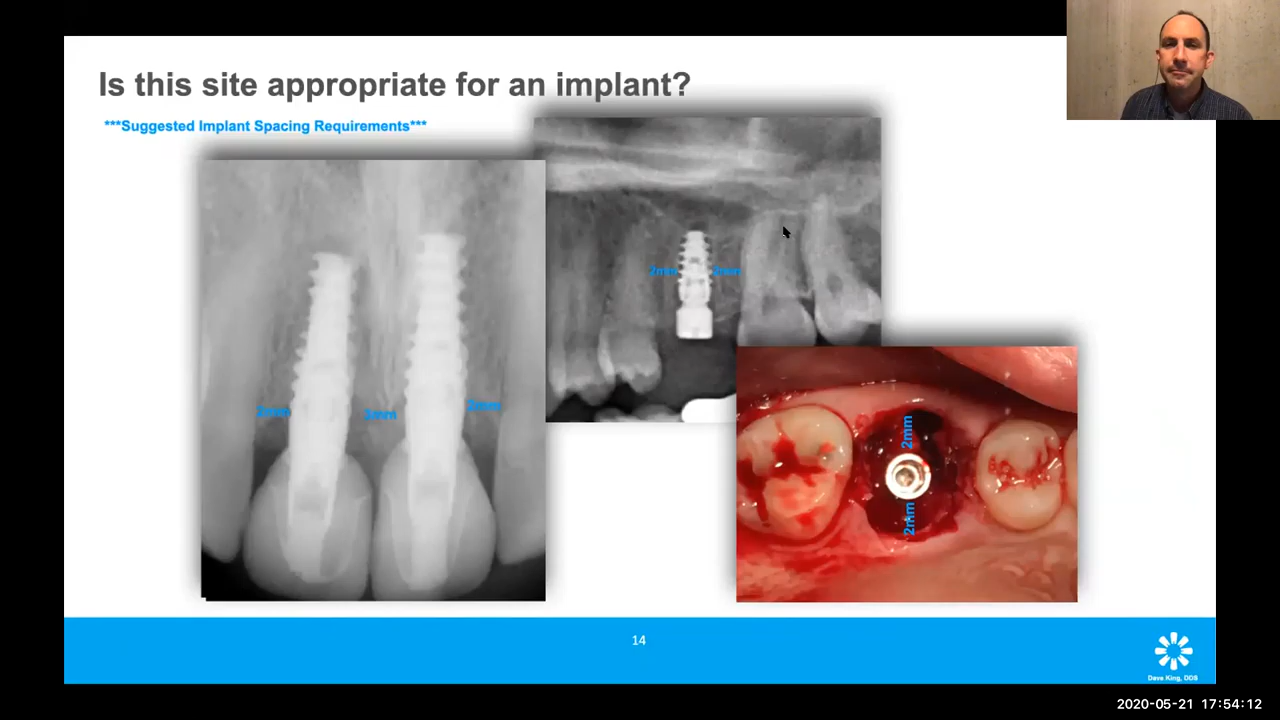 Is this site appropriate for an implant?
***Suggested Implant Spacing Requirements***
2mm 2mm
2mm
2mm 2mm
3mm
2mm
14
Dave King, DDS
2020-05-21 17:54:12